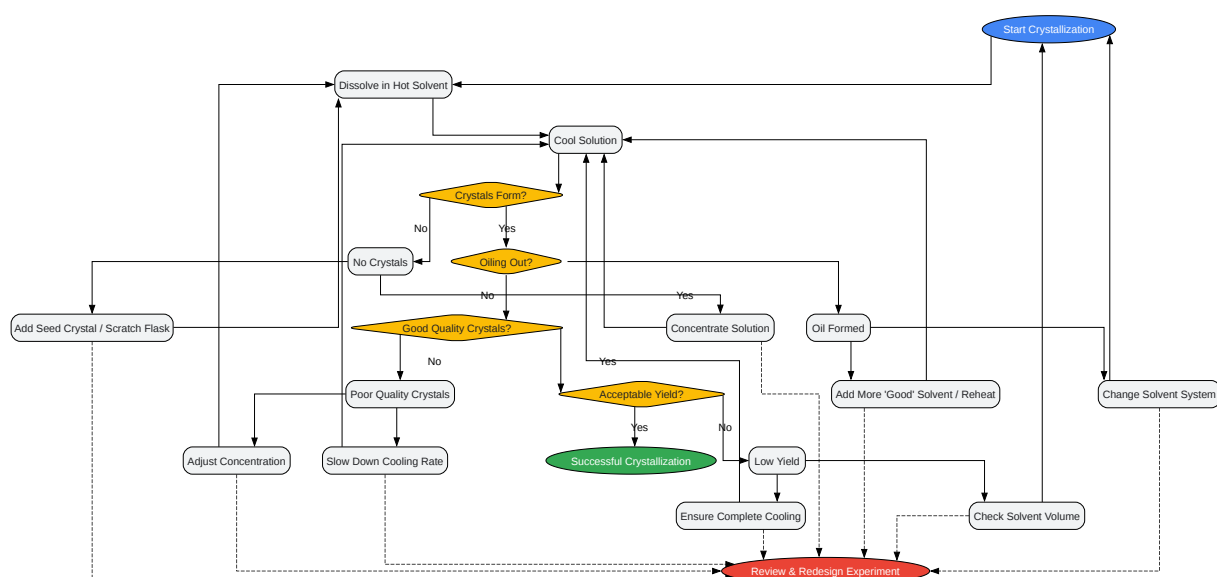 Start Crystallization
Dissolve in Hot Solvent
Cool Solution
Crystals Form?
No
Yes
No Crystals
Oiling Out?
No
Yes
Add Seed Crystal / Scratch Flask
Good Quality Crystals?
Concentrate Solution
Oil Formed
No
Yes
Poor Quality Crystals
Acceptable Yield?
Add More 'Good' Solvent / Reheat
Change Solvent System
Yes
No
Adjust Concentration
Slow Down Cooling Rate
Successful Crystallization
Low Yield
Ensure Complete Cooling
Check Solvent Volume
Review & Redesign Experiment